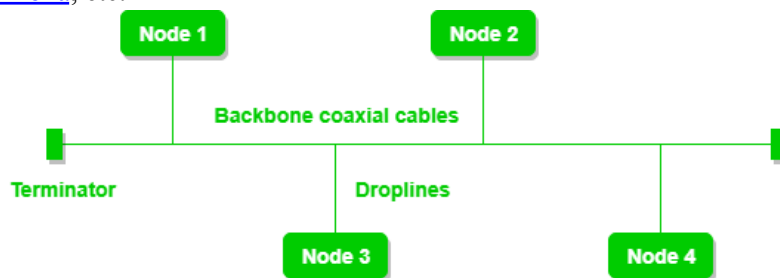 Node 1
Node 2
Backbone coaxial cables
Terminator
Droplines
Node 3
Node 4